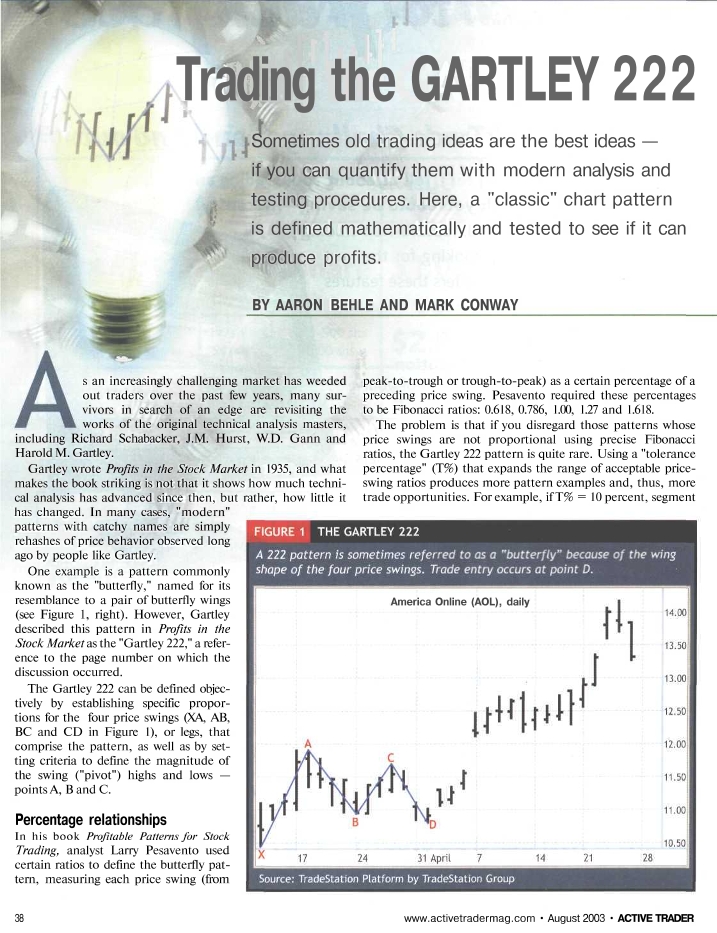 Trading the GARTLEY 222
Sometimes old trading ideas are the best ideas —
if you can quantify them with modern analysis and
testing procedures. Here, a "classic" chart pattern
is defined mathematically and tested to see if it can
produce profits.
BY AARON BEHLE AND MARK CONWAY
As an increasingly challenging market has weeded
out traders over the past few years, many sur-
vivors in search of an edge are revisiting the
works of the original technical analysis masters,
including Richard Schabacker, J.M. Hurst, W.D. Gann and
Harold M. Gartley.
Gartley wrote Profits in the Stock Market in 1935, and what
makes the book striking is not that it shows how much techni-
cal analysis has advanced since then, but rather, how little it
has changed. In many cases, "modern"
patterns with catchy names are simply
rehashes of price behavior observed long
ago by people like Gartley.
One example is a pattern commonly
known as the "butterfly," named for its
resemblance to a pair of butterfly wings
(see Figure 1, right). However, Gartley
described this pattern in Profits in the
Stock Market as the "Gartley 222," a refer-
ence to the page number on which the
discussion occurred.
The Gartley 222 can be defined objec-
tively by establishing specific propor-
tions for the four price swings (XA, AB,
BC and CD in Figure 1), or legs, that
comprise the pattern, as well as by set-
ting criteria to define the magnitude of
the swing ("pivot") highs and lows —
points A, B and C.
Percentage relationships
In his book Profitable Patterns for Stock
Trading, analyst Larry Pesavento used
certain ratios to define the butterfly pat-
tern, measuring each price swing (from
peak-to-trough or trough-to-peak) as a certain percentage of a
preceding price swing. Pesavento required these percentages
to be Fibonacci ratios: 0.618, 0.786, 1.00, 1.27 and 1.618.
The problem is that if you disregard those patterns whose
price swings are not proportional using precise Fibonacci
ratios, the Gartley 222 pattern is quite rare. Using a "tolerance
percentage" (T%) that expands the range of acceptable price-
swing ratios produces more pattern examples and, thus, more
trade opportunities. For example, if T% = 10 percent, segment
FIGURE 1 THE GARTLEY 222
A 222 pattern is sometimes referred to as a "butterfly" because of the wing
shape of the four price swings. Trade entry occurs at point D.
America Online (AOL), daily
14.00
13.50
13.00
12.50
12.00
11.50
11.00
10.50
A
C
B
D
X
17 24 31 April 7 14 21 28
Source: TradeStation Platform by TradeStation Group
38
www.activetradermag.com • August 2003 • ACTIVE TRADER